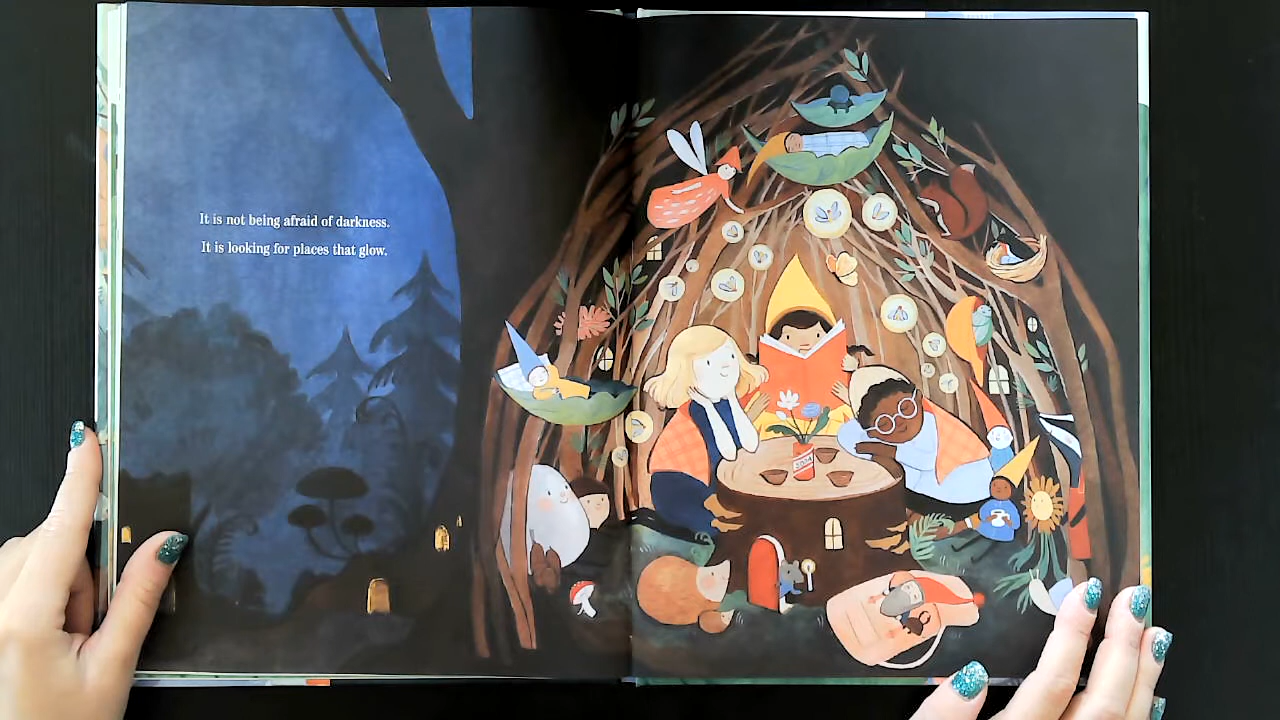 It is not being afraid of darkness.
It is looking for places that glow.